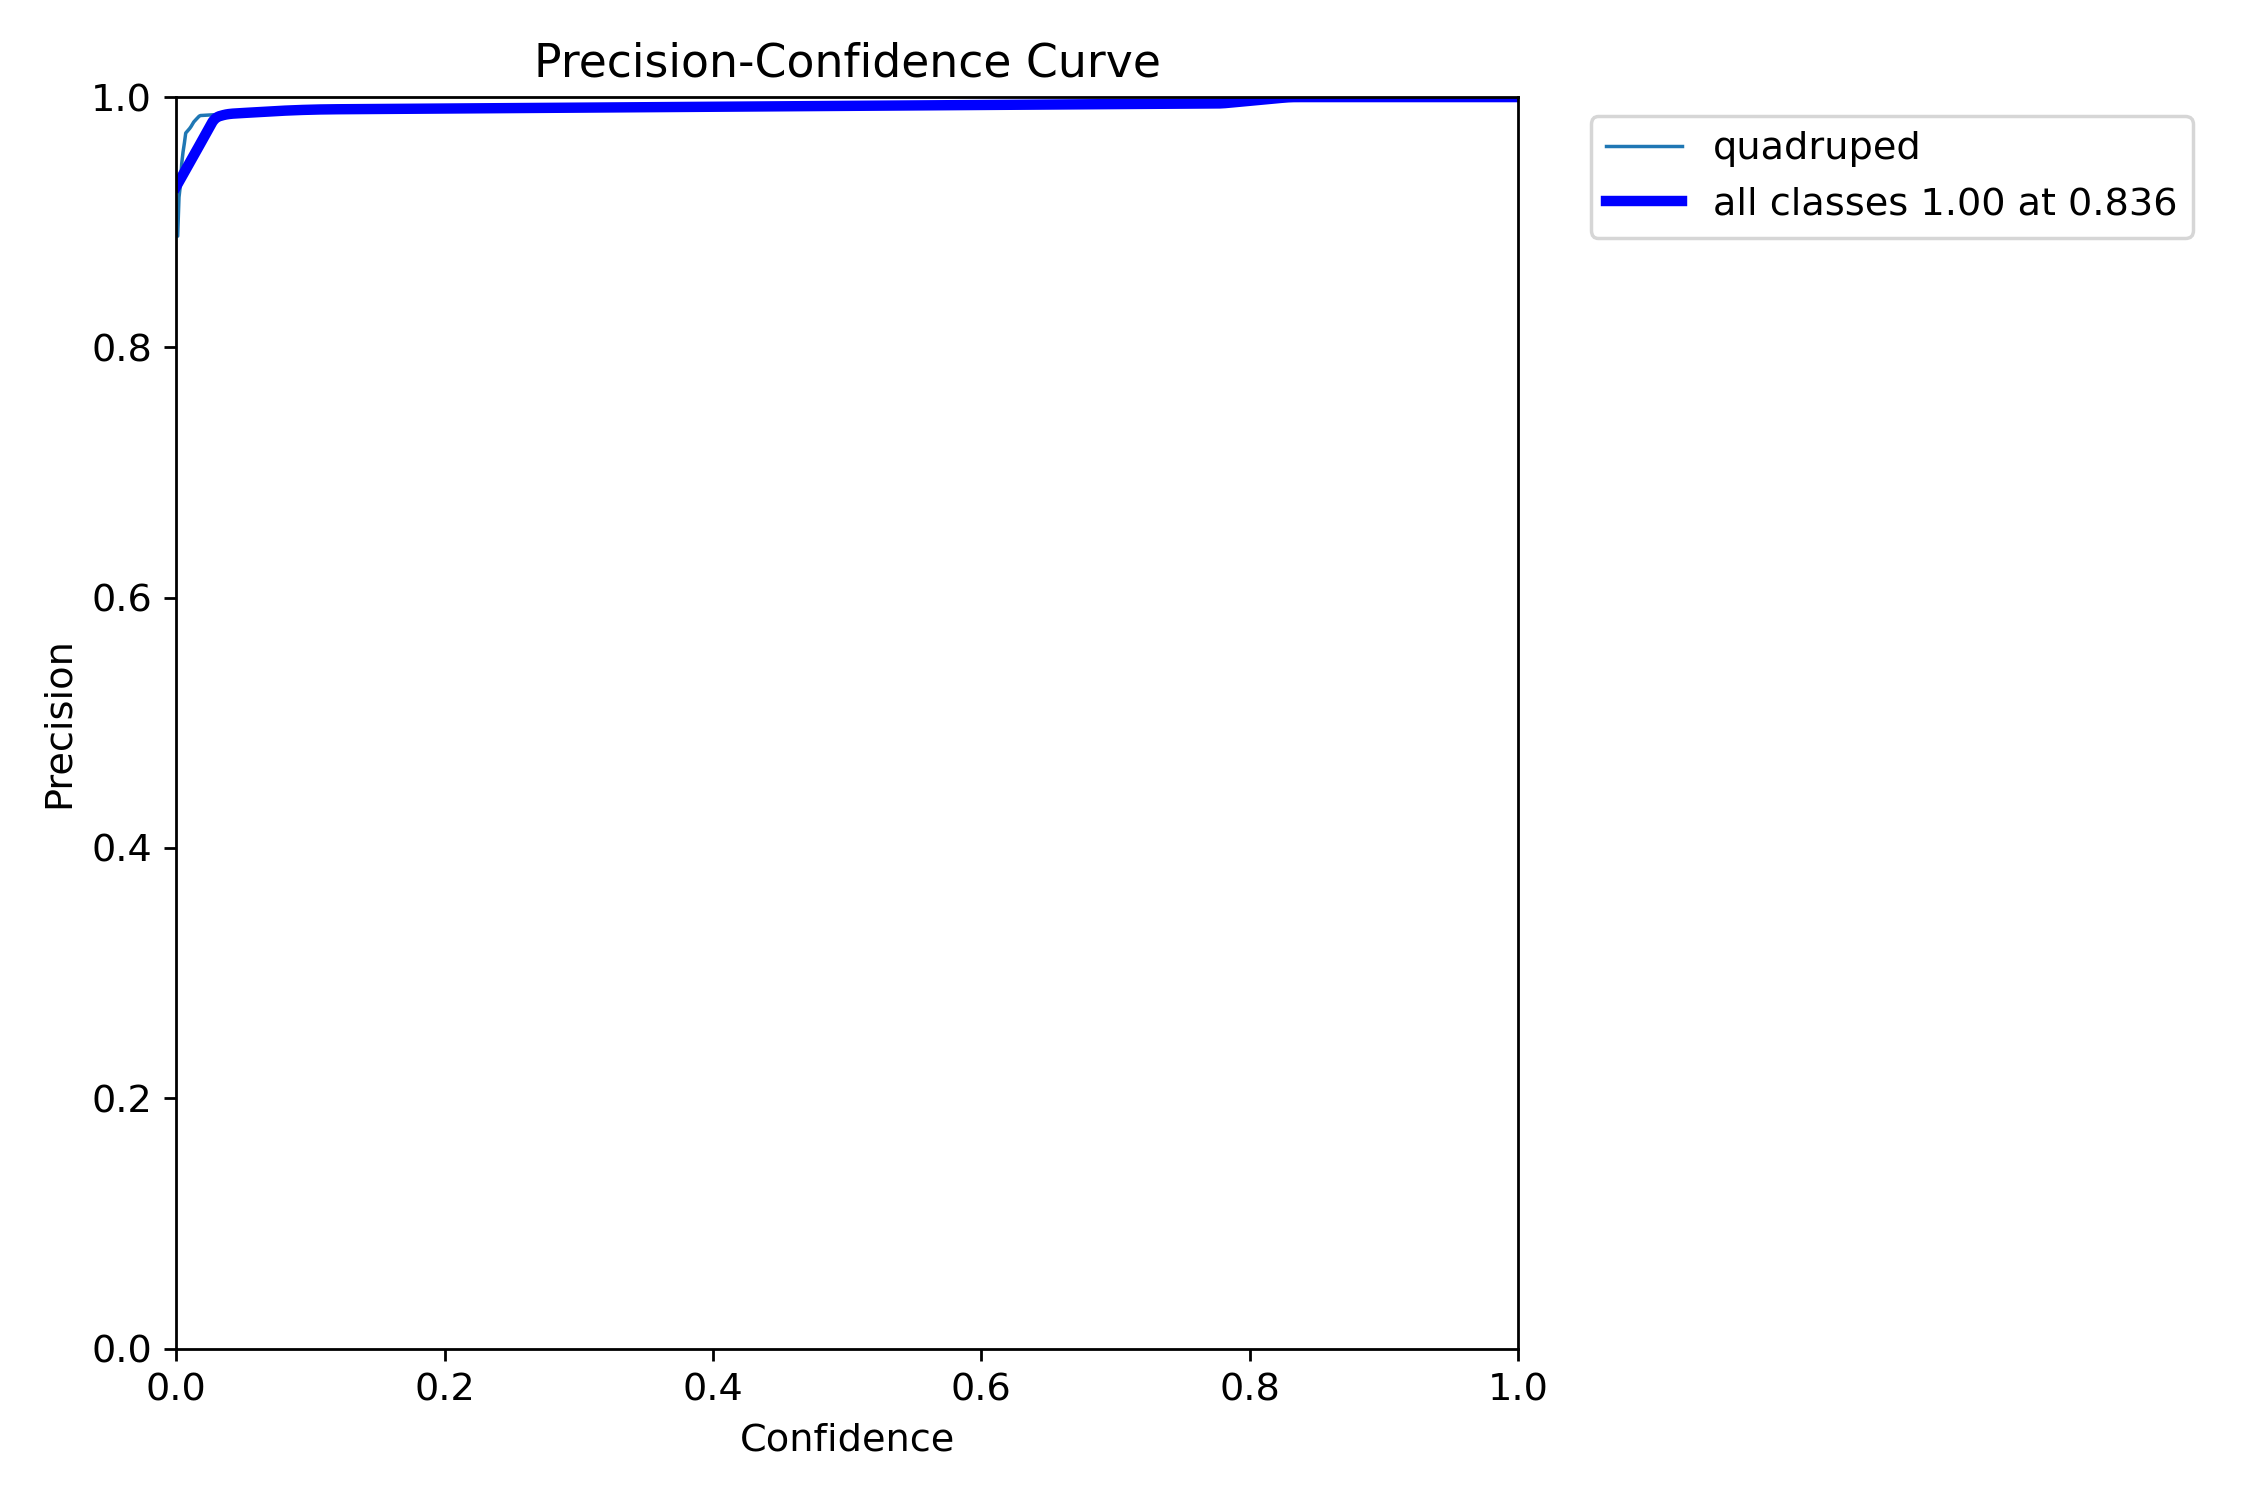 Precision-Confidence Curve
1.0
0.8
0.6
0.4
0.2
0.0
Precision
0.0 0.2 0.4 0.6 0.8 1.0
Confidence
quadruped
all classes 1.00 at 0.836